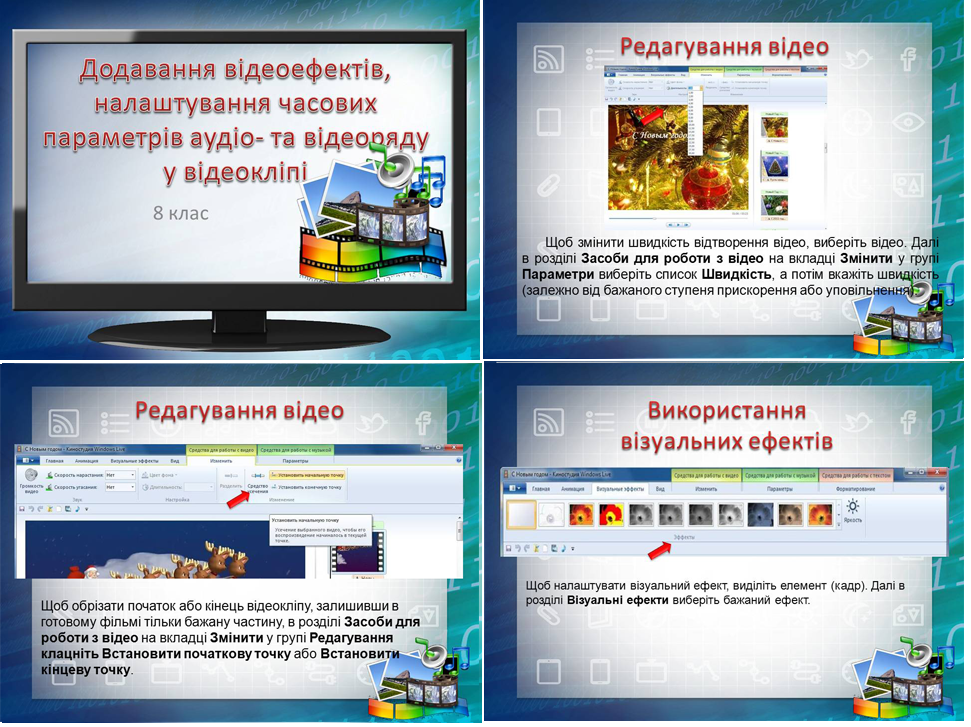 Додавання відеоефектів,
налаштування часових
параметрів аудіо- та відеоряду
у відеокліпі
8 клас
Редагування відео
С Новым годом
Щоб змінити швидкість відтворення відео, виберіть відео. Далі
в розділі Засоби для роботи з відео на вкладці Змінити у групі
Параметри виберіть список Швидкість, а потім вкажіть швидкість
(залежно від бажаного ступеня прискорення або уповільнення).
Редагування відео
С Новым годом - Киностудия Windows Live
Средства для работы с видео
Средства для работы с музыкой
Главная
Анимация
Визуальные эффекты
Вид
Изменить
Параметры
Громкость
видео
Скорость нарастания: Нет
Скорость угасания: Нет
Звук
Цвет фона
Длительность:
Настройка
Разделить
Средство
Установить начальную точку
Установить конечную точку
Изменение
Установить начальную точку
Усечение выбранного видео, чтобы его
воспроизведение начиналось в текущей
точке.
Щоб обрізати початок або кінець відеокліпу, залишивши в
готовому фільмі тільки бажану частину, в розділі Засоби для
роботи з відео на вкладці Змінити у групі Редагування
клацніть Встановити початкову точку або Встановити
кінцеву точку.
Використання
візуальних ефектів
С Новым годом - Киностудия Windows Live
Средства для работы с видео
Средства для работы с музыкой
Средства для работы с текстом
Главная
Анимация
Визуальные эффекты
Вид
Изменить
Параметры
Форматирование
Яркость
Эффекты
Щоб налаштувати візуальний ефект, виділіть елемент (кадр). Далі в
розділі Візуальні ефекти виберіть бажаний ефект.